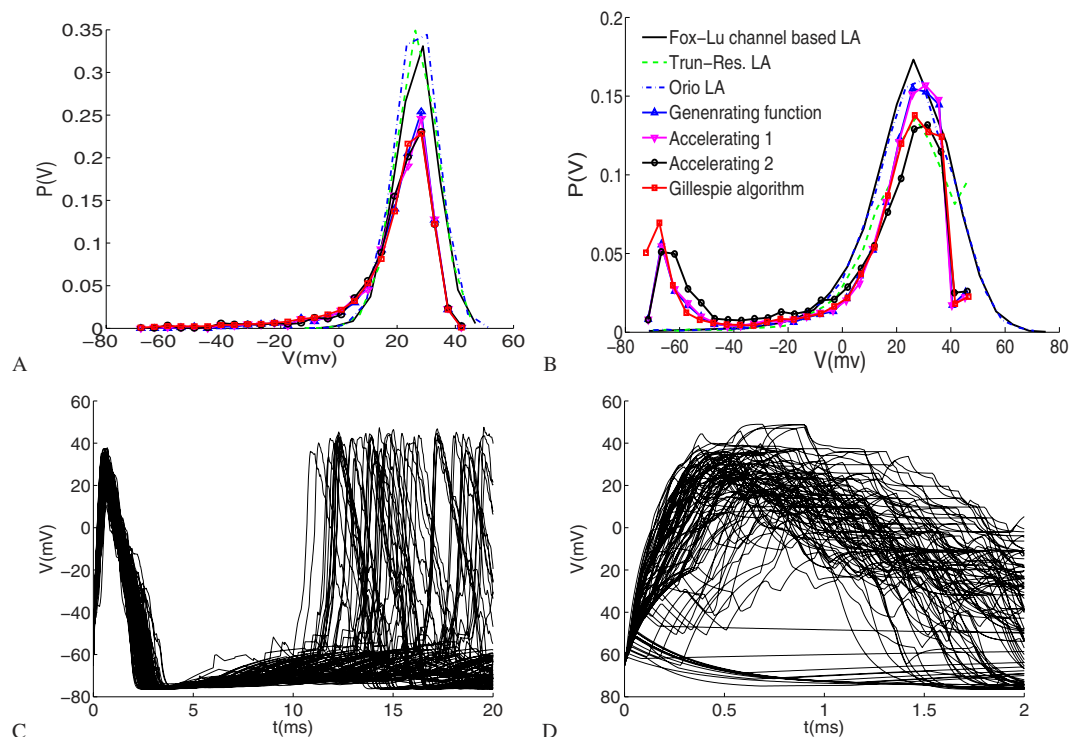 A
0.35
0.3
0.25
0.2
0.15
0.1
0.05
0
P(V)
−80 −60 −40 −20 0 20 40 60
V(mv)
B
0.2
0.15
0.1
0.05
0
P(V)
Fox−Lu channel based LA
Trun−Res. LA
Orio LA
Genenrating function
Accelerating 1
Accelerating 2
Gillespie algorithm
−80 −60 −40 −20 0 20 40 60 80
V(mv)
C
60
40
20
0
−20
−40
−60
−80
V(mV)
0 5 10 15 20
t(ms)
D
60
40
20
0
−20
−40
−60
80
V(mV)
0 0.5 1 1.5 2
t(ms)